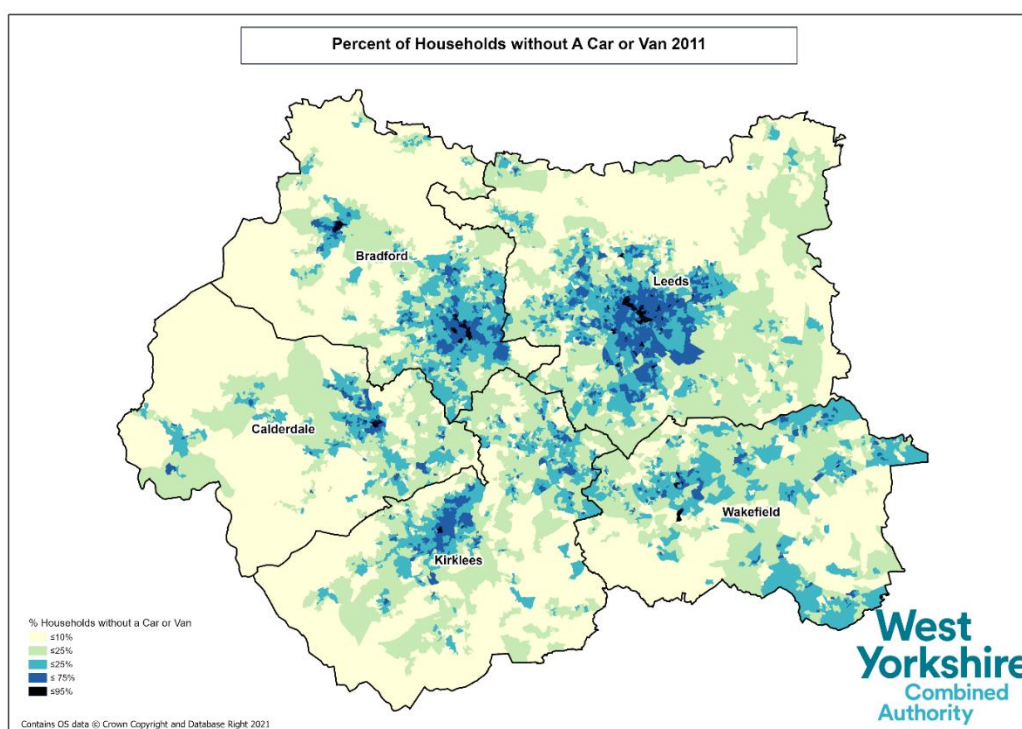 Percent of Households without A Car or Van 2011
Bradford
Leeds
Calderdale
Wakefield
Kirklees
% Households without a Car or Van
≤10%
≤25%
≤25%
≤ 75%
≤95%
West
Yorkshire
Combined
Authority
Contains OS data © Crown Copyright and Database Right 2021